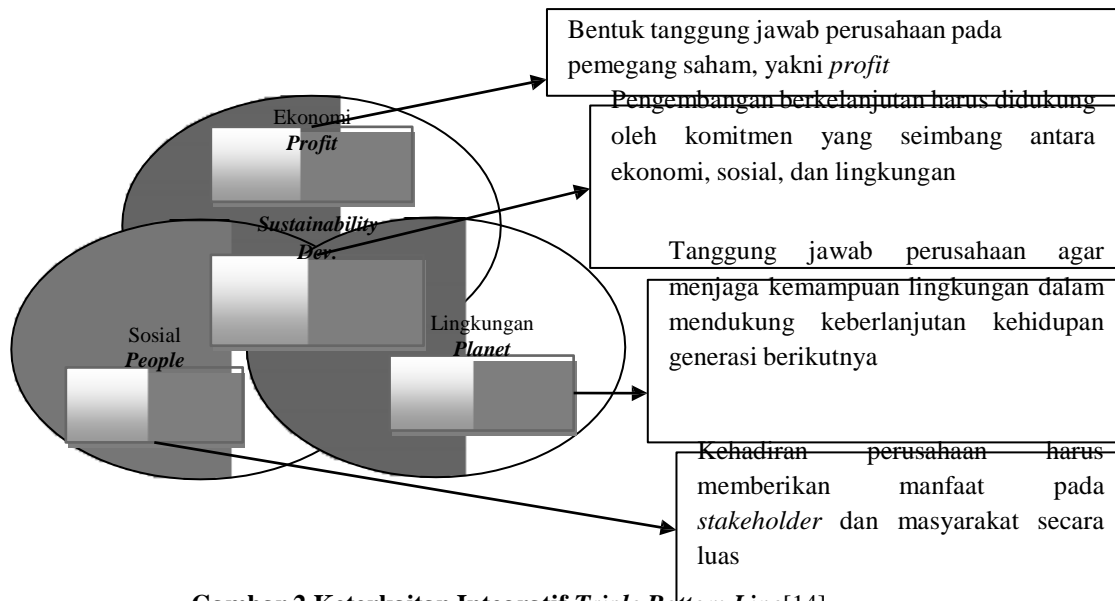 Bentuk tanggung jawab perusahaan pada
pemegang saham, yakni profit
Pengembangan berkelanjutan harus didukung
oleh komitmen yang seimbang antara
ekonomi, sosial, dan lingkungan
Tanggung jawab perusahaan agar
menjaga kemampuan lingkungan dalam
mendukung keberlanjutan kehidupan
generasi berikutnya
Kehadiran perusahaan harus
memberikan manfaat pada
stakeholder dan masyarakat secara
luas
Ekonomi
Profit
Sustainability
Dev.
Sosial
People
Lingkungan
Planet
Gambar 2 Keterkaitan Integratif Triple Bottom Line[14]